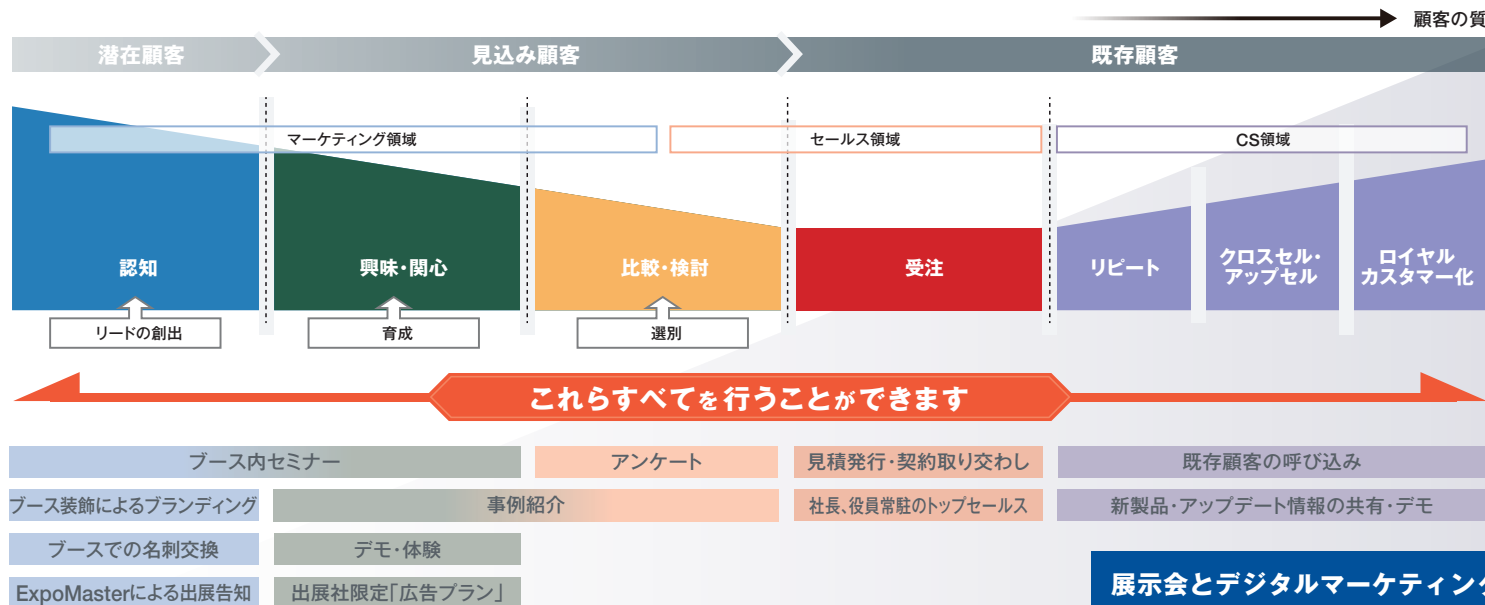 顧客の質
潜在顧客
見込み顧客
既存顧客
マーケティング領域
セールス領域
CS領域
認知
興味・関心
比較・検討
受注
リピート
クロスセル・
アップセル
ロイヤル
カスタマー化
リードの創出
育成
選別
これらすべてを行うことができます
ブース内セミナー
アンケート
見積発行・契約取り交わし
既存顧客の呼び込み
ブース装飾によるブランディング
事例紹介
社長、役員常駐のトップセールス
新製品・アップデート情報の共有・デモ
ブースでの名刺交換
デモ・体験
ExpoMasterによる出展告知
出展社限定「広告プラン」
展示会とデジタルマーケティング